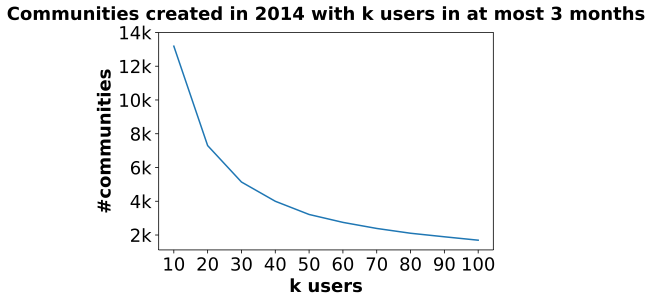 Communities created in 2014 with k users in at most 3 months
14k
12k
10k
8k
6k
4k
2k
#communities
10 20 30 40 50 60 70 80 90 100
k users